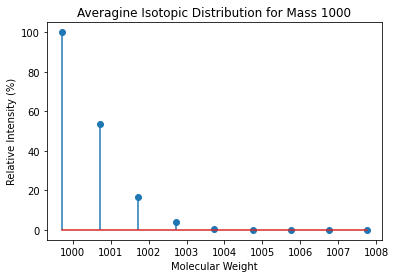 Averagine Isotopic Distribution for Mass 1000
100
80
60
40
20
0
Relative Intensity (%)
1000 1001 1002 1003 1004 1005 1006 1007 1008
Molecular Weight